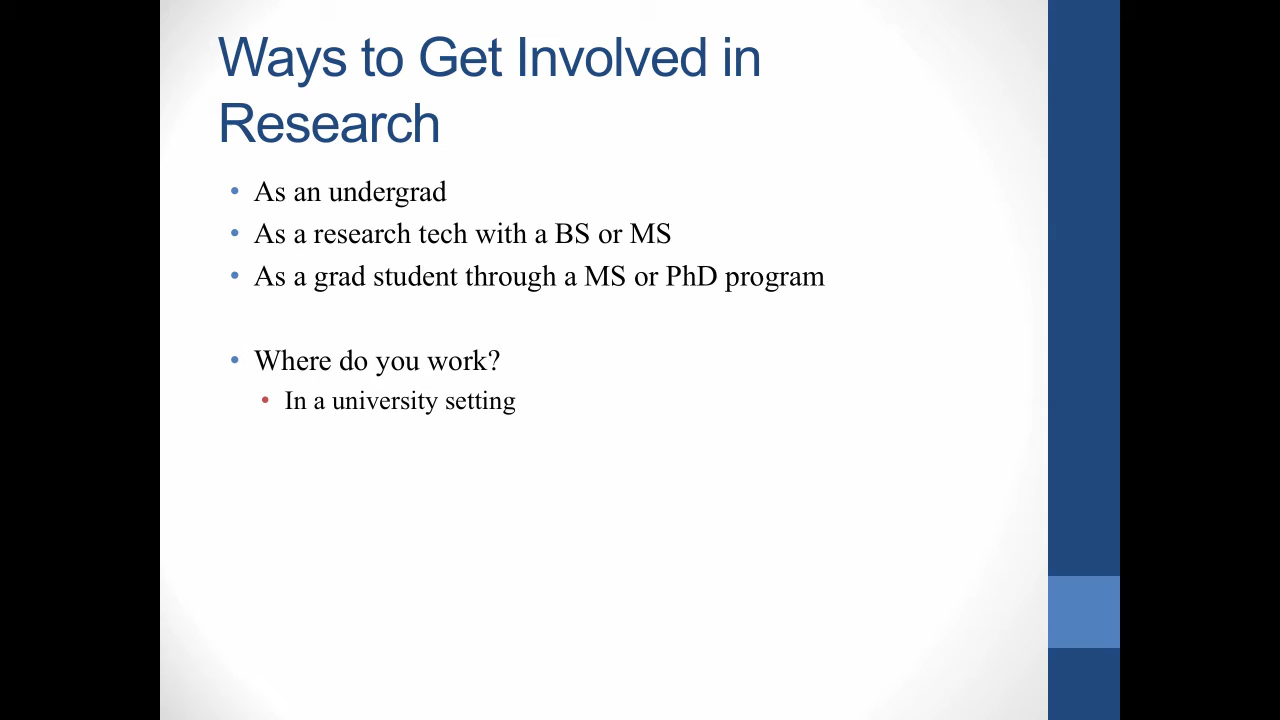 Ways to Get Involved in
Research
• As an undergrad
• As a research tech with a BS or MS
• As a grad student through a MS or PhD program
• Where do you work?
• In a university setting